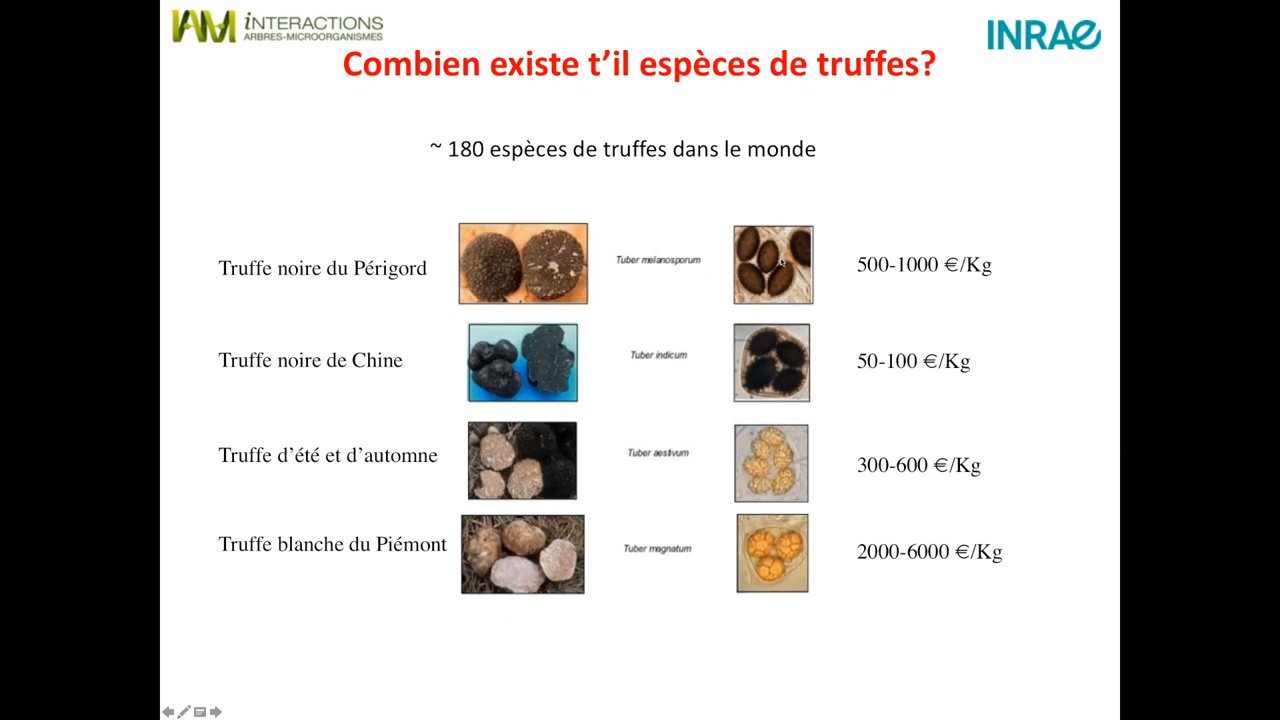 iNTERACTIONS
ARBRES-MICROORGANISMES
INRAE
Combien existe t’il espèces de truffes?
~ 180 espèces de truffes dans le monde
Truffe noire du Périgord
Tuber melanosporum
500-1000 €/Kg
Truffe noire de Chine
Tuber indicum
50-100 €/Kg
Truffe d’été et d’automne
Tuber aestivum
300-600 €/Kg
Truffe blanche du Piémont
Tuber magnatum
2000-6000 €/Kg